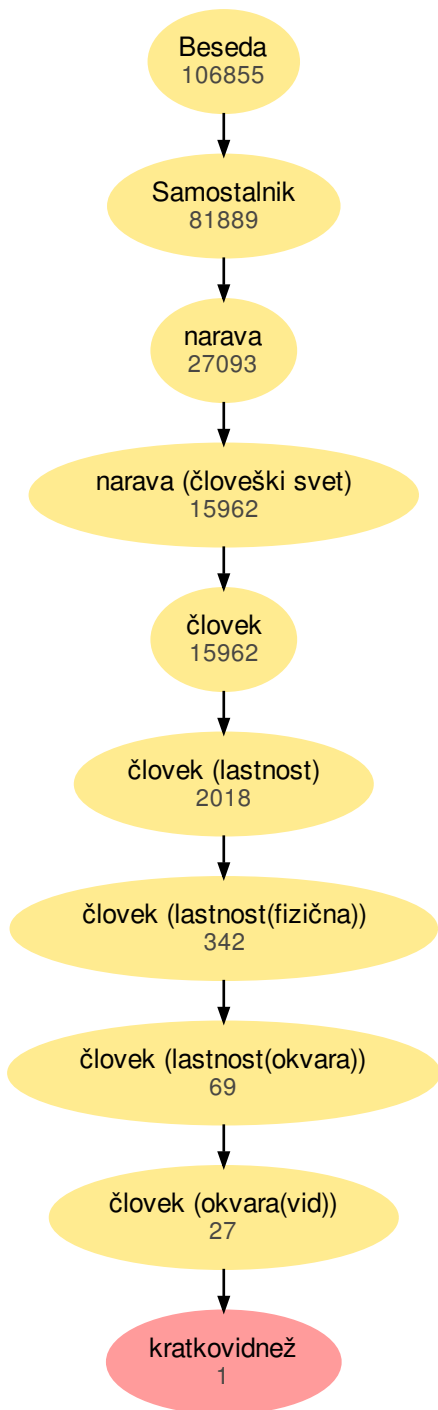 Beseda
106855
Samostalnik
81889
narava
27093
narava (človeški svet)
15962
človek
15962
človek (lastnost)
2018
človek (lastnost(fizična))
342
človek (lastnost(okvara))
69
človek (okvara(vid))
27
kratkovidnež
1